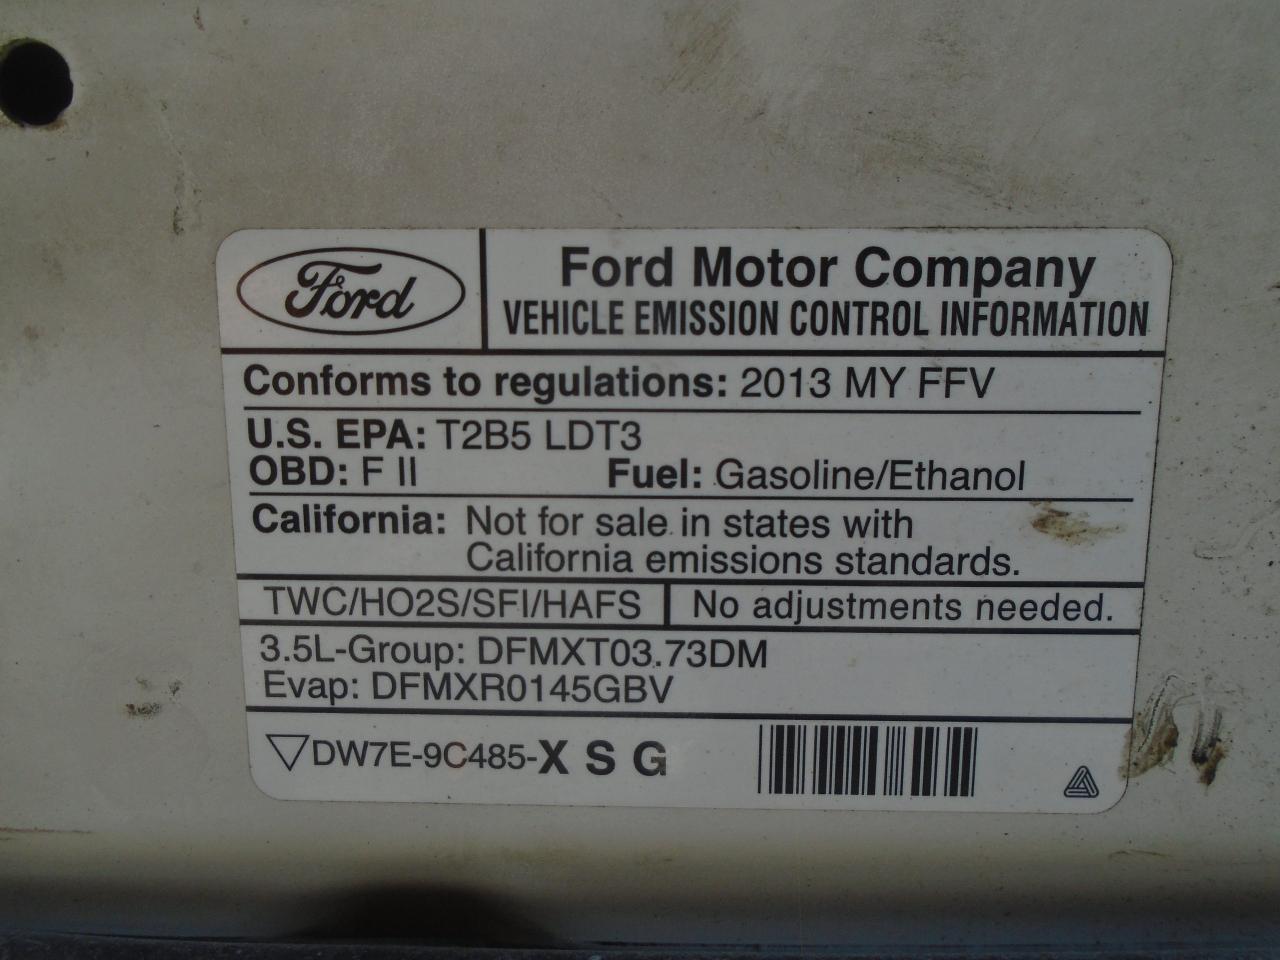 Ford
Ford Motor Company
VEHICLE EMISSION CONTROL INFORMATION
Conforms to regulations: 2013 MY FFV
U.S. EPA: T2B5 LDT3
OBD: F II Fuel: Gasoline/Ethanol
California: Not for sale in states with
California emissions standards.
TWC/HO2S/SFI/HAFS No adjustments needed.
3.5L-Group: DFMXT03.73DM
Evap: DFMXR0145GBV
DW7E-9C485-X S G